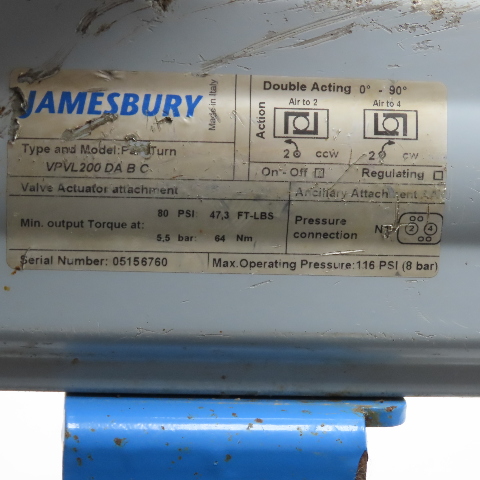 JAMESBURY
Made in Italy
Type and Model:Part Turn
VPVL200 DA B C
Valve Actuator attachment
Min. output Torque at:
80 PSI: 47,3 FT-LBS
5,5 bar: 64 Nm
Serial Number: 05156760
Double Acting 0° - 90°
Action
Air to 2
Air to 4
2 CCW
2 CW
On - Off
Regulating
Ancillary Attachment
Pressure
connection
2 4
Max.Operating Pressure:116 PSI (8 bar)